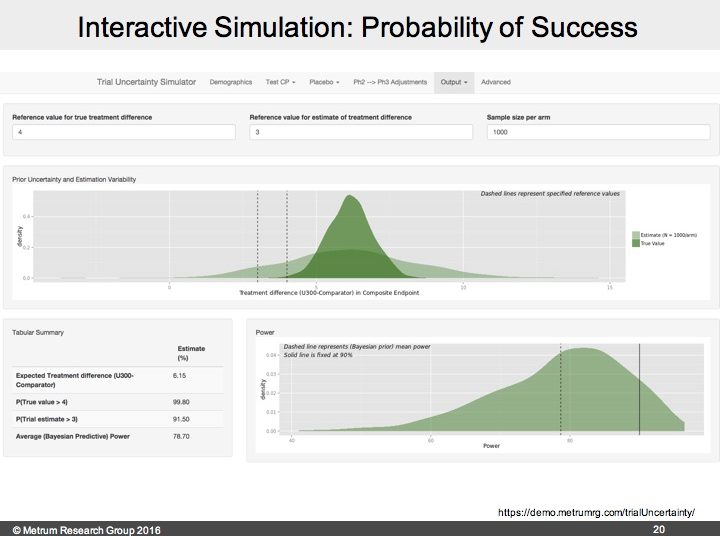 Interactive Simulation: Probability of Success
Trial Uncertainty Simulator Demographics Test CP Placebo Ph2 --> Ph3 Adjustments Output Advanced
Reference value for true treatment difference
4
Reference value for estimate of treatment difference
3
Sample size per arm
1000
Prior Uncertainty and Estimation Variability
Dashed lines represent specified reference values
density
0.4
0.2
0.0
0 5 10 15
Treatment difference (U300-Comparator) in Composite Endpoint
Estimate (N = 1000/arm)
True Value
Tabular Summary
Estimate
(%)
Expected Treatment difference (U300-
Comparator)
6.15
P(True value > 4) 99.80
P(Trial estimate > 3) 91.50
Average (Bayesian Predictive) Power 78.70
Power
Dashed line represents (Bayesian prior) mean power
Solid line is fixed at 90%
density
0.04
0.03
0.02
0.01
0.00
40 60 80
Power
https://demo.metrumrg.com/trialUncertainty/
© Metrum Research Group 2016
20